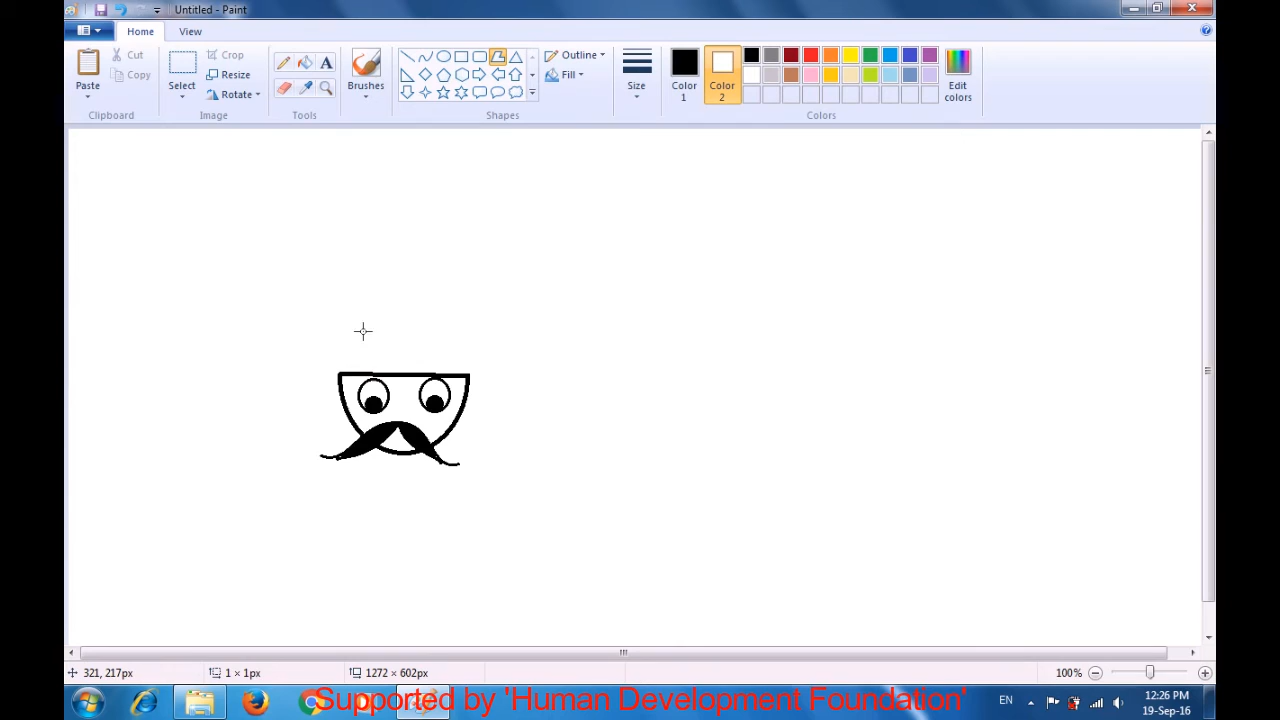 Untitled - Paint
Home
View
Paste
Cut
Copy
Clipboard
Select
Crop
Resize
Rotate
Image
A
Tools
Brushes
Shapes
Outline
Fill
Size
Color 1
Color 2
Edit colors
Colors
321, 217px
1 × 1px
1272 × 602px
100%
EN
12:26 PM
19-Sep-16
Supported by 'Human Development Foundation'